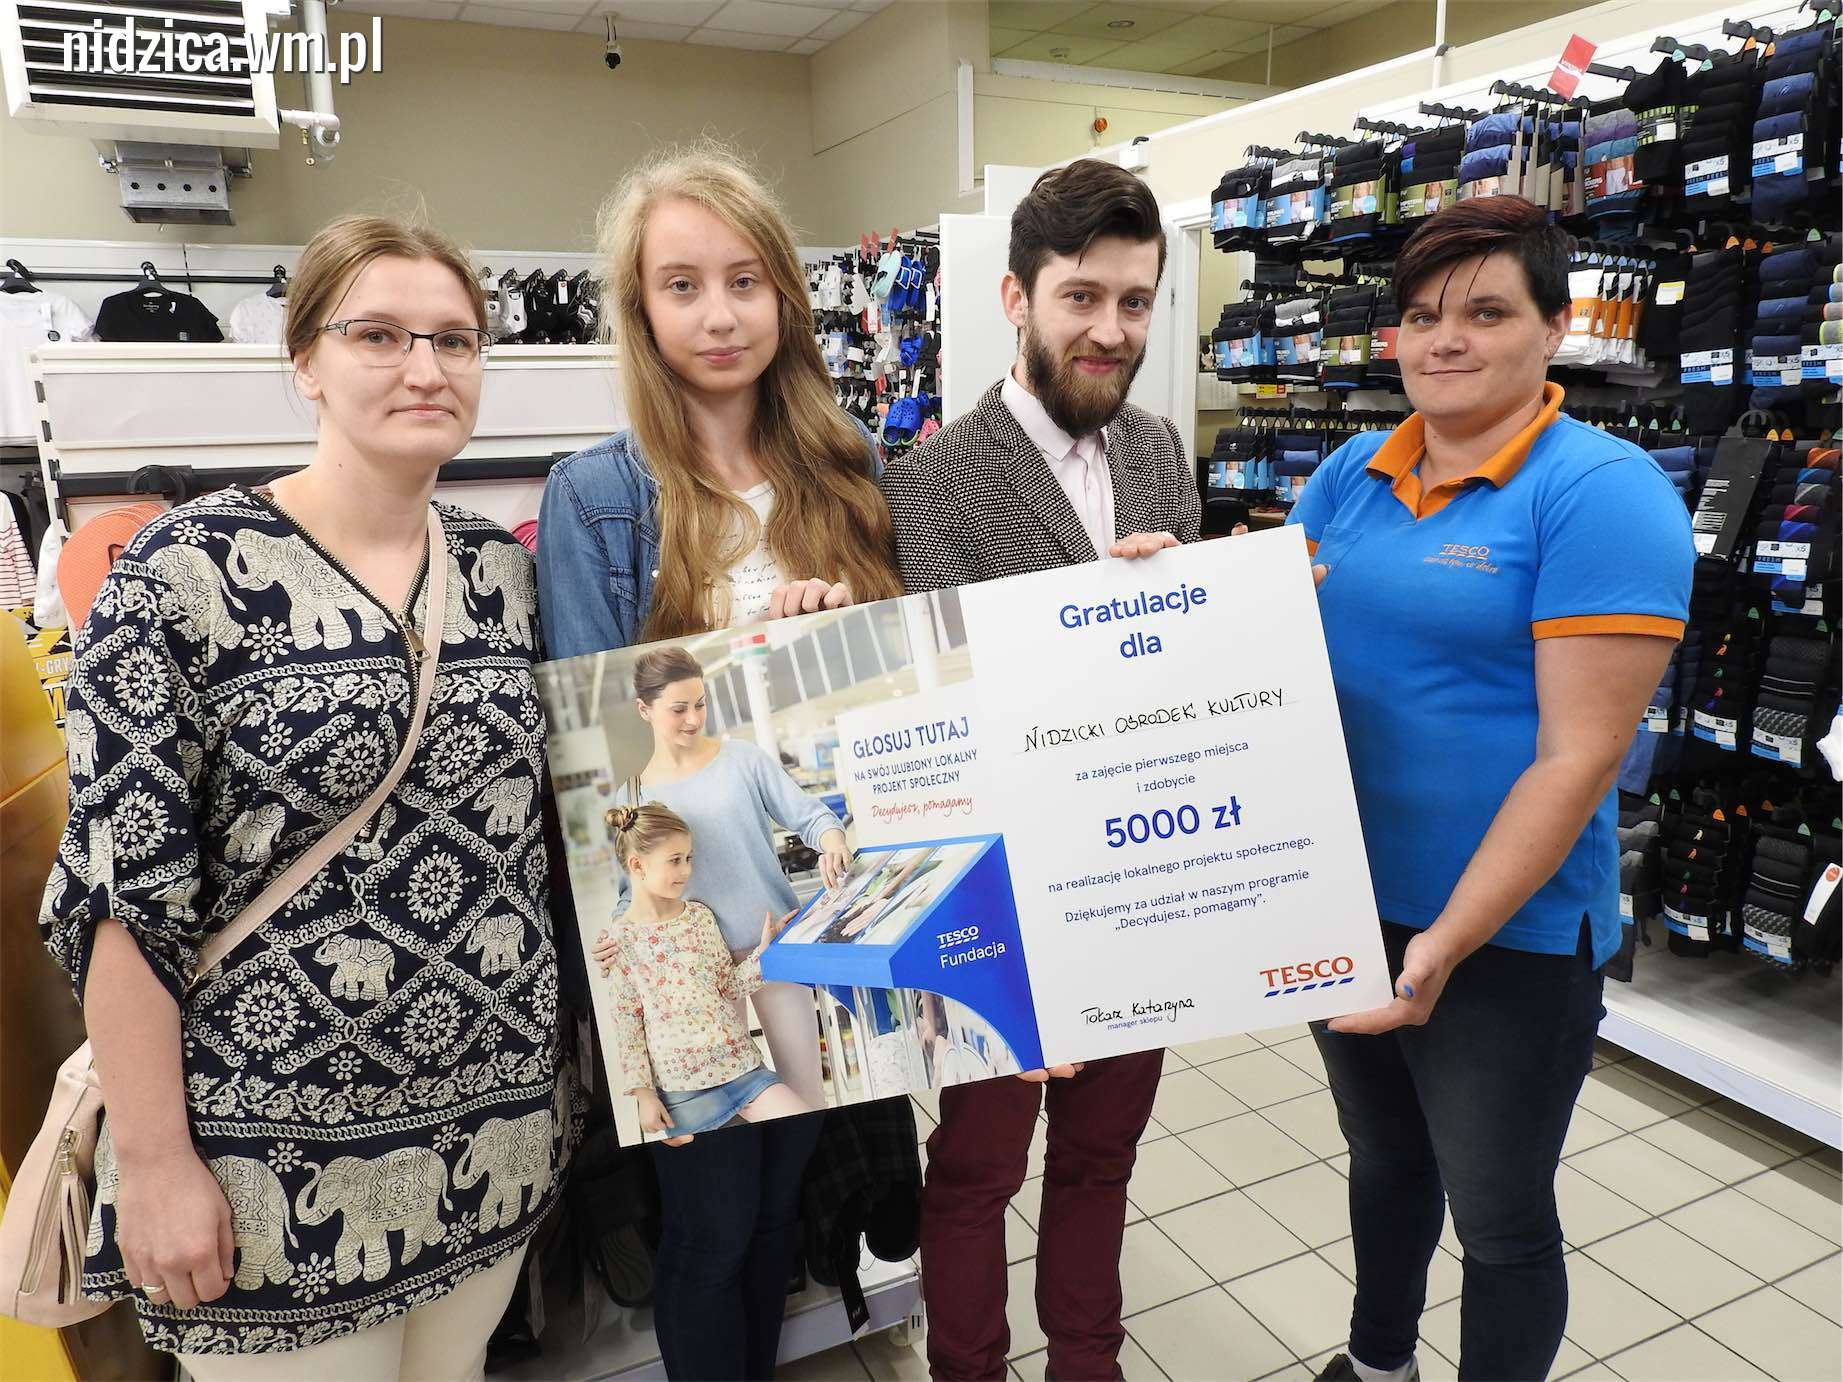 nidzica.wm.pl
TESCO
Gratulacje
dla
NIDZICKI OŚRODEK KULTURY
za zajęcie pierwszego miejsca
i zdobycie
5000 zł
na realizację lokalnego projektu społecznego.
Dziękujemy za udział w naszym programie
„Decydujesz, pomagamy”.
TESCO
Tokarz Katarzyna
manager sklepu
GŁOSUJ TUTAJ
NA SWÓJ ULUBIONY LOKALNY
PROJEKT SPOŁECZNY
Decydujesz, pomagamy
TESCO
Fundacja